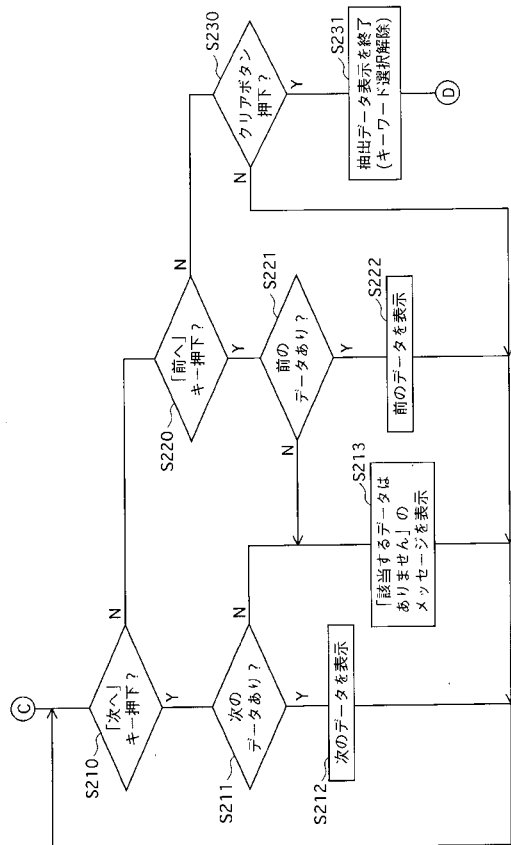 C
S210
「次へ」
キー押下？
N
Y
S211
次の
データあり？
N
Y
S212
次のデータを表示
S213
「該当するデータは
ありません」の
メッセージを表示
S220
「前へ」
キー押下？
N
Y
S221
前の
データあり？
N
Y
S222
前のデータを表示
S230
クリアボタン
押下？
N
Y
S231
抽出データ表示を終了
(キーワード選択解除)
D